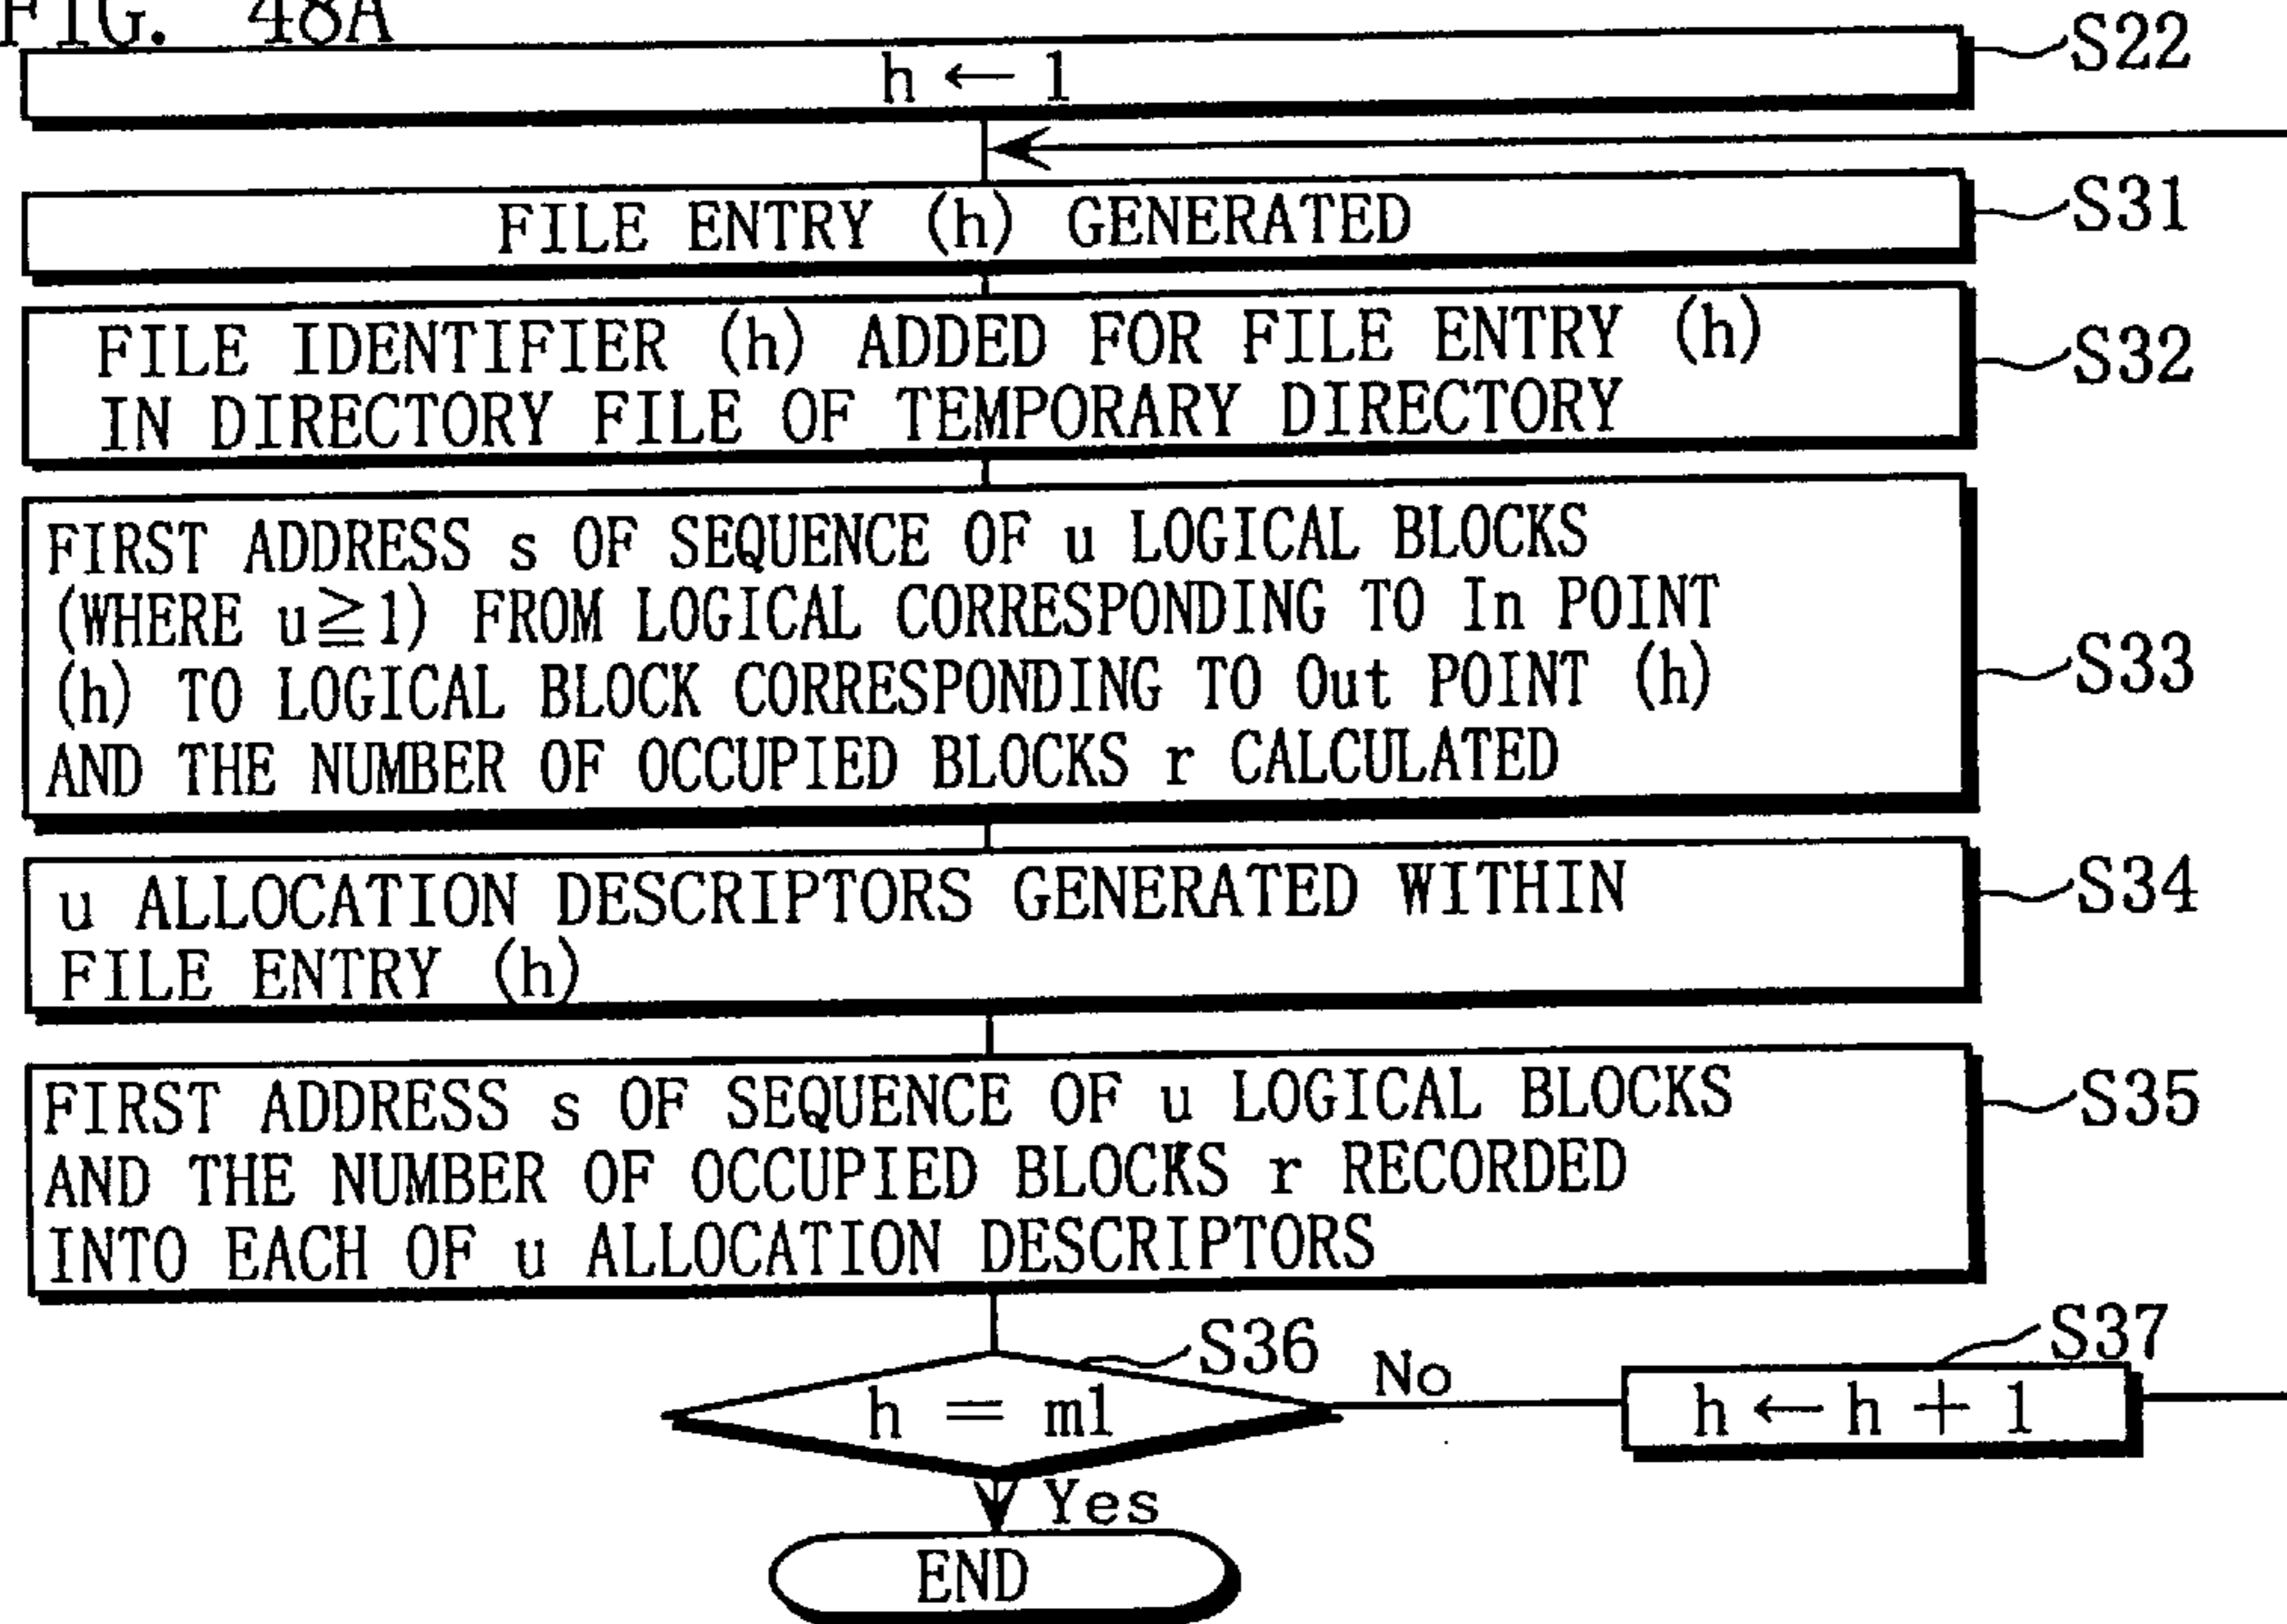 FIG. 48A
h ← 1
S22
FILE ENTRY (h) GENERATED
S31
FILE IDENTIFIER (h) ADDED FOR FILE ENTRY (h)
IN DIRECTORY FILE OF TEMPORARY DIRECTORY
S32
FIRST ADDRESS s OF SEQUENCE OF u LOGICAL BLOCKS
(WHERE u≧1) FROM LOGICAL CORRESPONDING TO In POINT
(h) TO LOGICAL BLOCK CORRESPONDING TO Out POINT (h)
AND THE NUMBER OF OCCUPIED BLOCKS r CALCULATED
S33
u ALLOCATION DESCRIPTORS GENERATED WITHIN
FILE ENTRY (h)
S34
FIRST ADDRESS s OF SEQUENCE OF u LOGICAL BLOCKS
AND THE NUMBER OF OCCUPIED BLOCKS r RECORDED
INTO EACH OF u ALLOCATION DESCRIPTORS
S35
S36
h = ml
No
S37
h ← h + 1
Yes
END